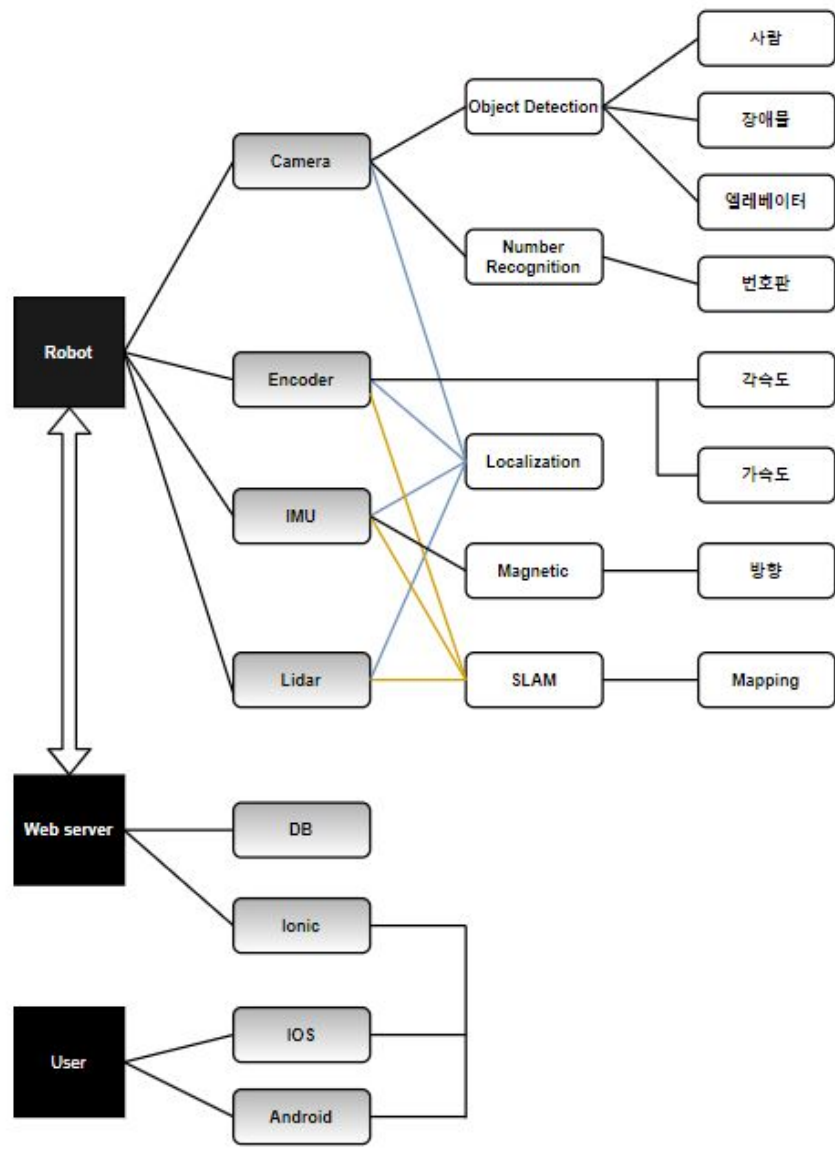 사람
Object Detection
장애물
Camera
엘레베이터
Number
Recognition
번호판
Robot
Encoder
각속도
Localization
가속도
IMU
Magnetic
방향
Lidar
SLAM
Mapping
Web server
DB
Ionic
IOS
User
Android